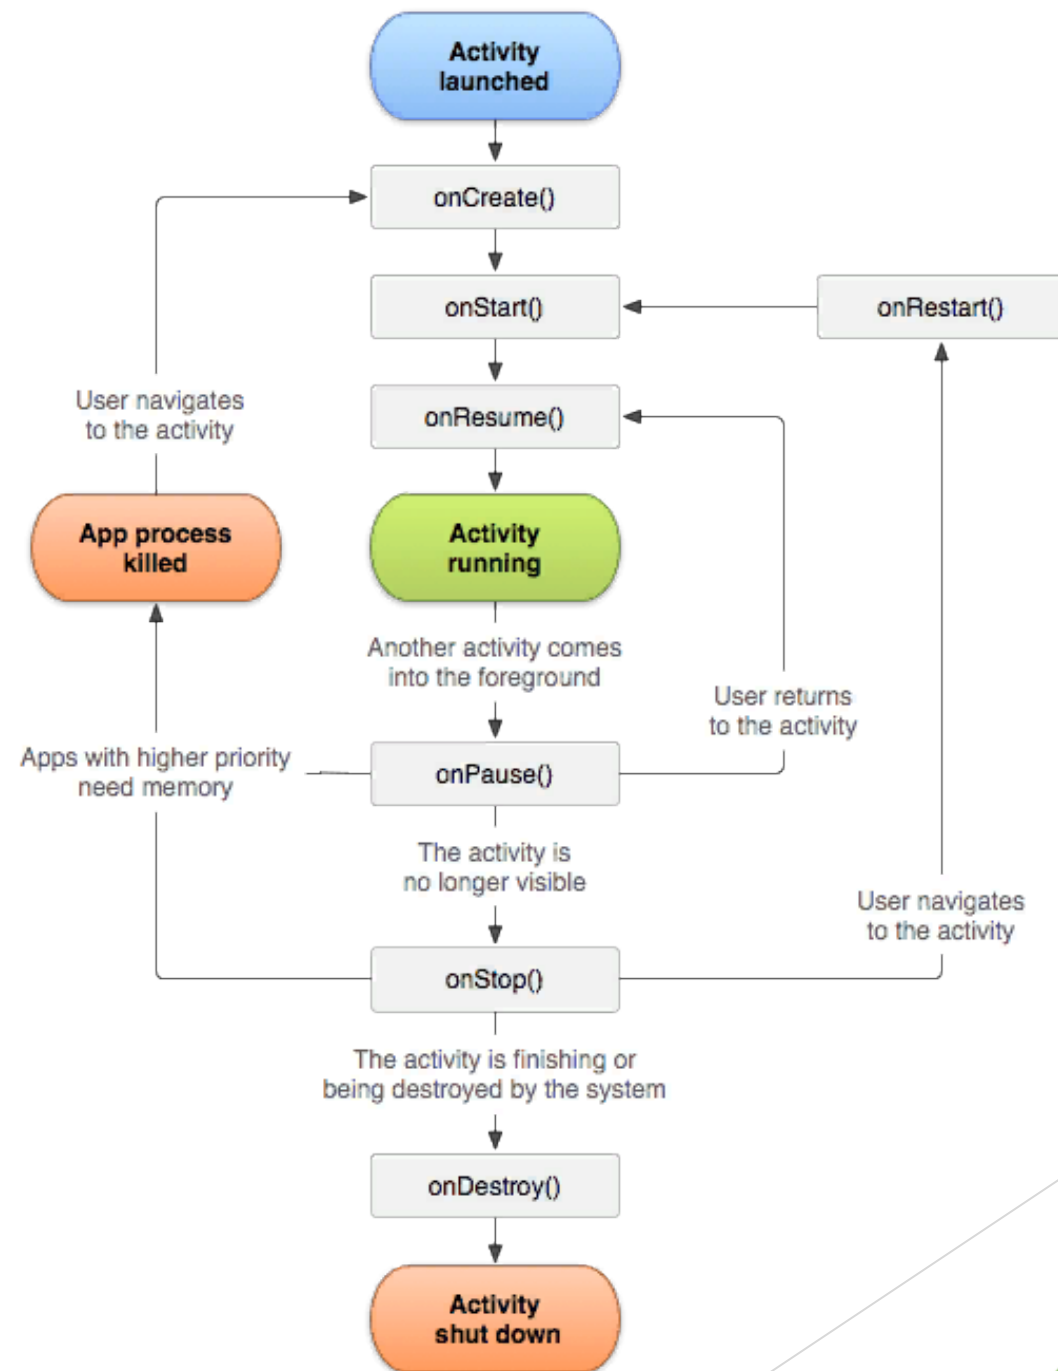 Activity
launched
onCreate()
onStart()
onRestart()
onResume()
User navigates
to the activity
App process
killed
Activity
running
Another activity comes
into the foreground
User returns
to the activity
Apps with higher priority
need memory
onPause()
The activity is
no longer visible
User navigates
to the activity
onStop()
The activity is finishing or
being destroyed by the system
onDestroy()
Activity
shut down